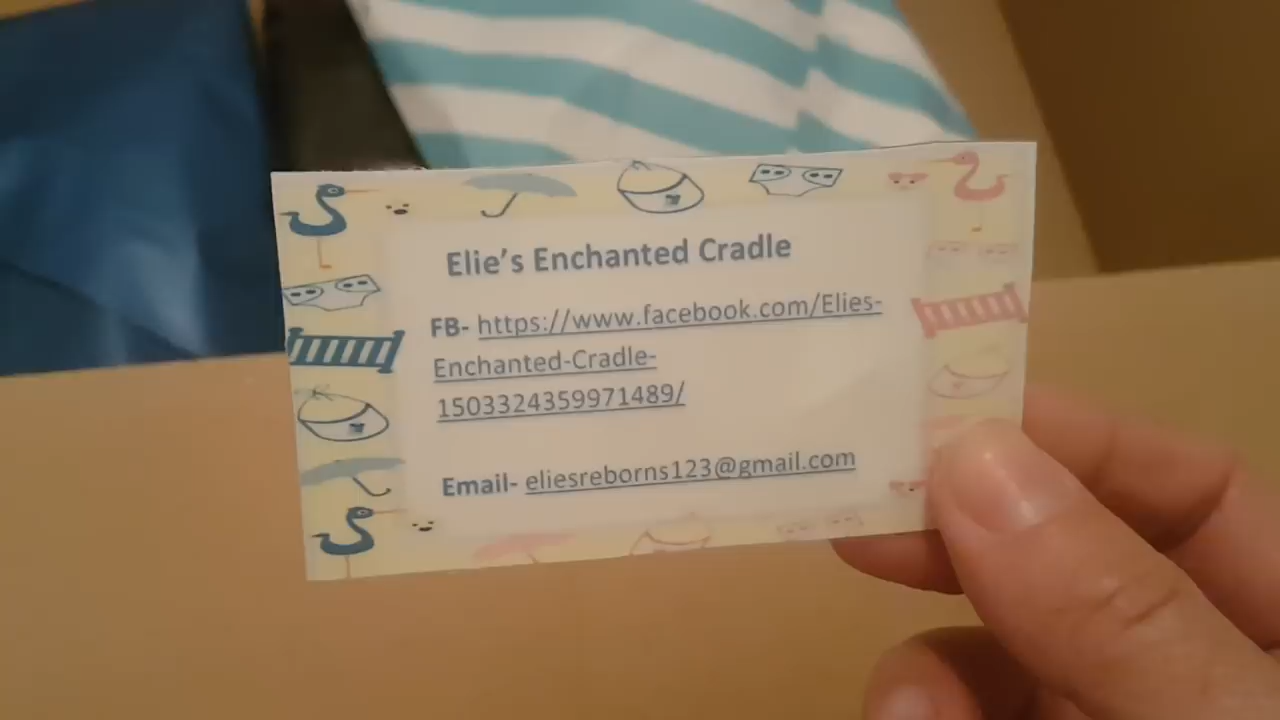 Elie's Enchanted Cradle
FB- https://www.facebook.com/Elies-
Enchanted-Cradle-
1503324359971489/
Email- eliesreborns123@gmail.com